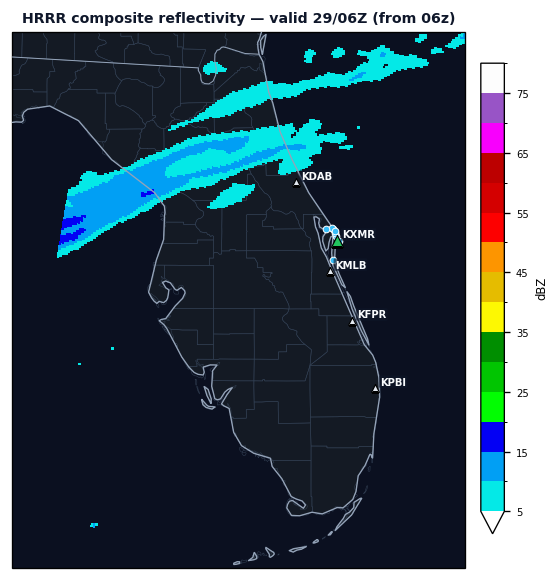 HRRR composite reflectivity — valid 29/06Z (from 06z)
KDAB
KXMR
KMLB
KFPR
KPBI
75
65
55
45
35
25
15
5
dBZ